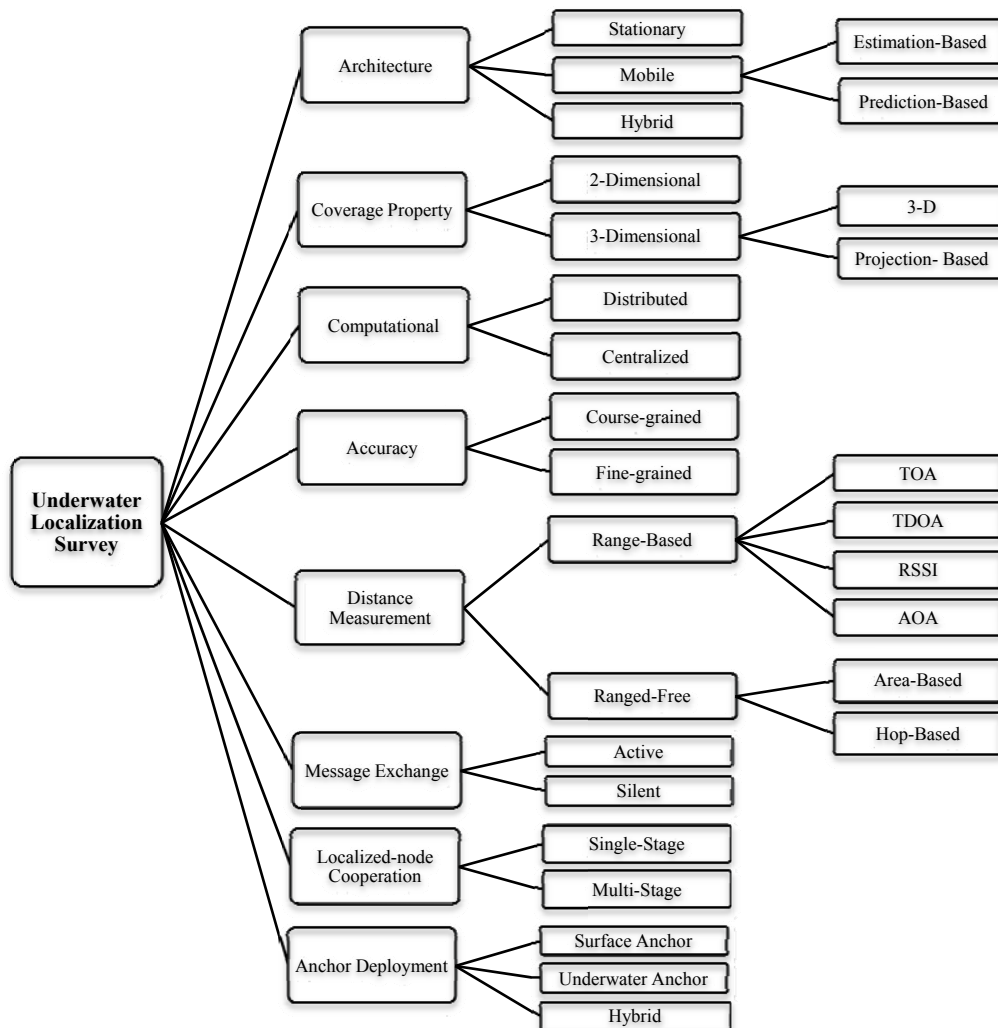 Underwater
Localization
Survey
Architecture
Stationary
Mobile
Estimation-Based
Prediction-Based
Hybrid
Coverage Property
2-Dimensional
3-Dimensional
3-D
Projection- Based
Computational
Distributed
Centralized
Accuracy
Course-grained
Fine-grained
Distance
Measurement
Range-Based
TOA
TDOA
RSSI
AOA
Ranged-Free
Area-Based
Hop-Based
Message Exchange
Active
Silent
Localized-node
Cooperation
Single-Stage
Multi-Stage
Anchor Deployment
Surface Anchor
Underwater Anchor
Hybrid